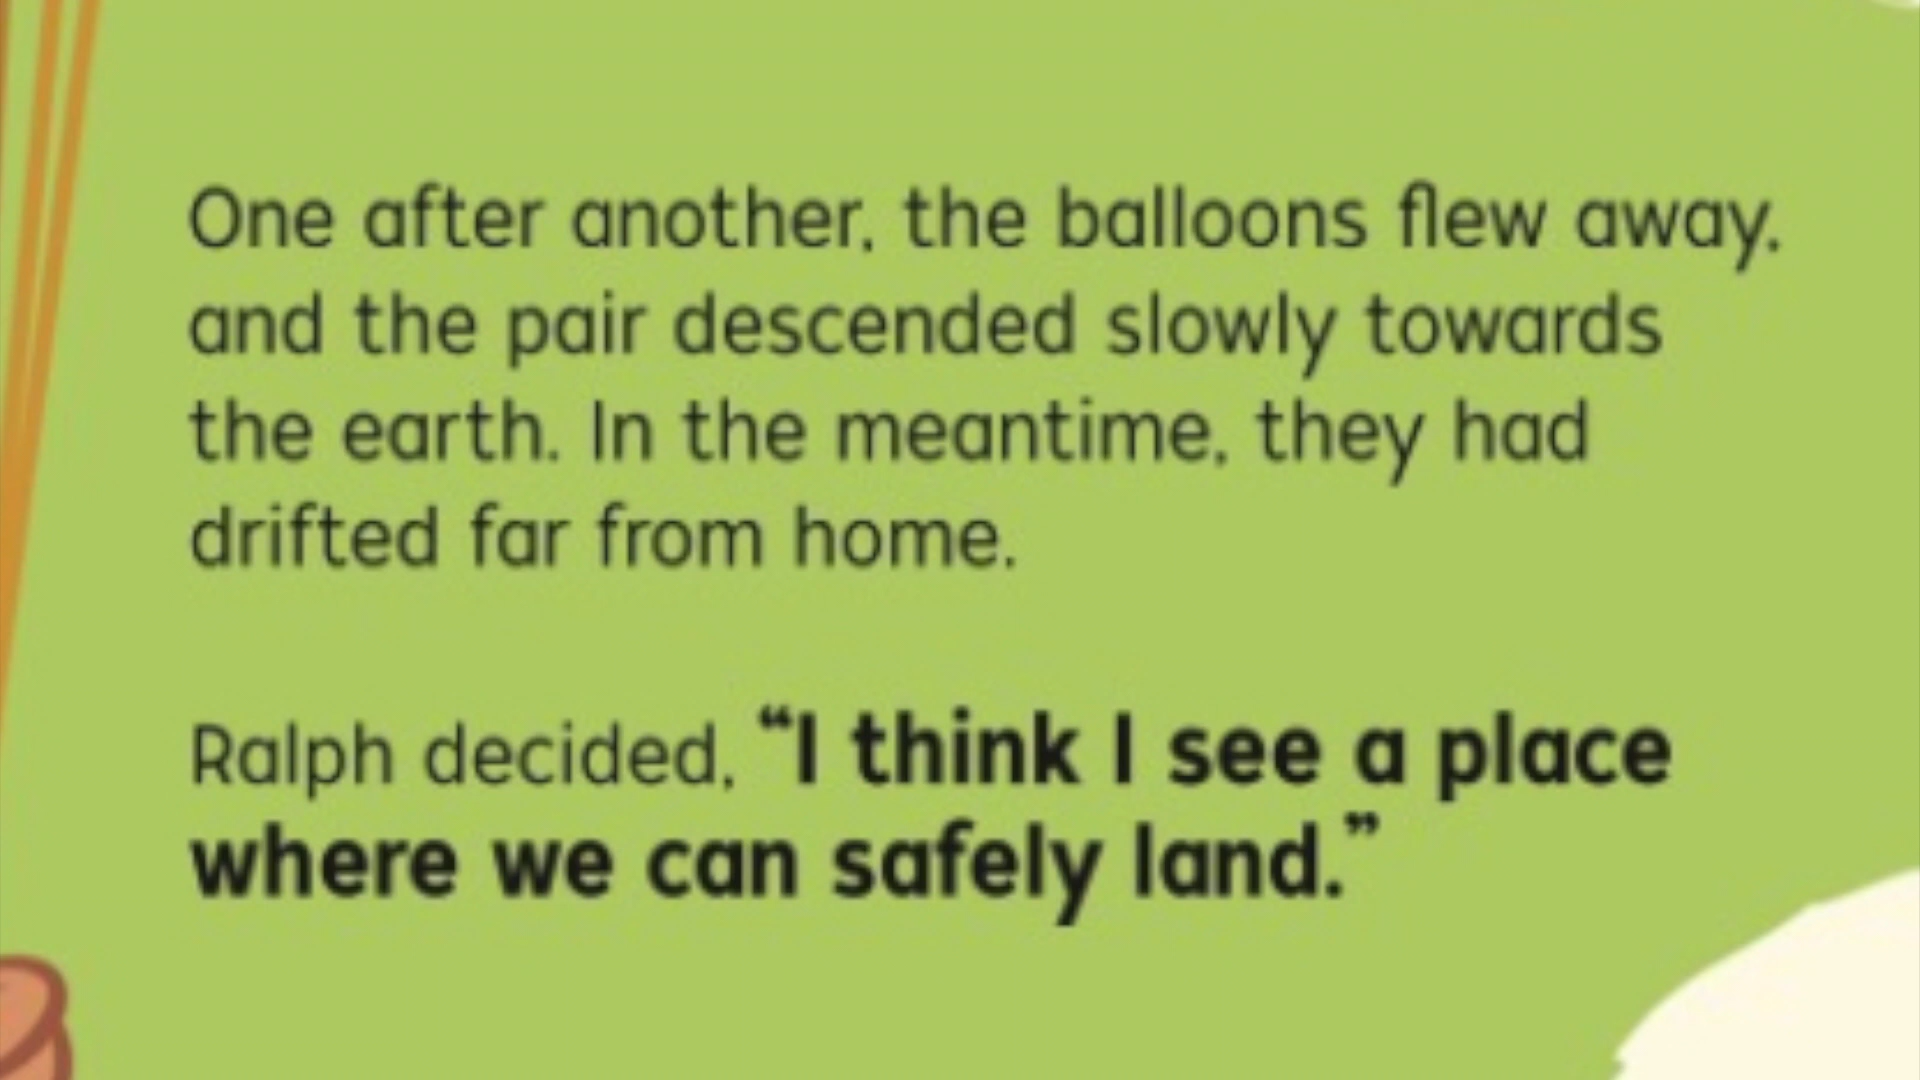 One after another, the balloons flew away,
and the pair descended slowly towards
the earth. In the meantime, they had
drifted far from home.
Ralph decided, “I think I see a place
where we can safely land.”